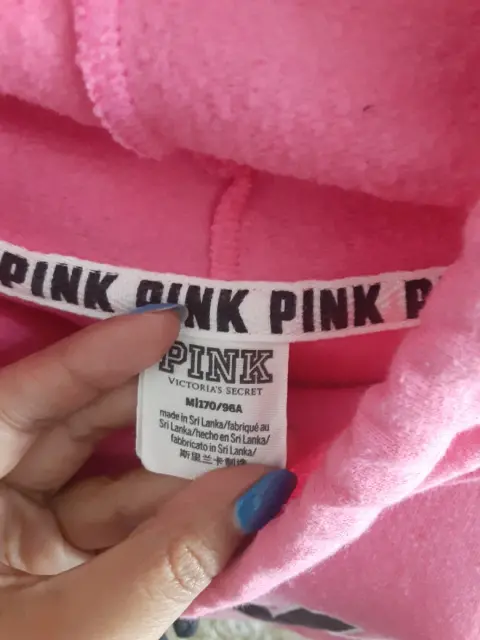 PINK PINK PINK P
PINK
VICTORIA'S SECRET
M|170/96A
made in Sri Lanka/fabriqué au
Sri Lanka/hecho en Sri Lanka/
fabbricato in Sri Lanka/
斯里兰卡制造